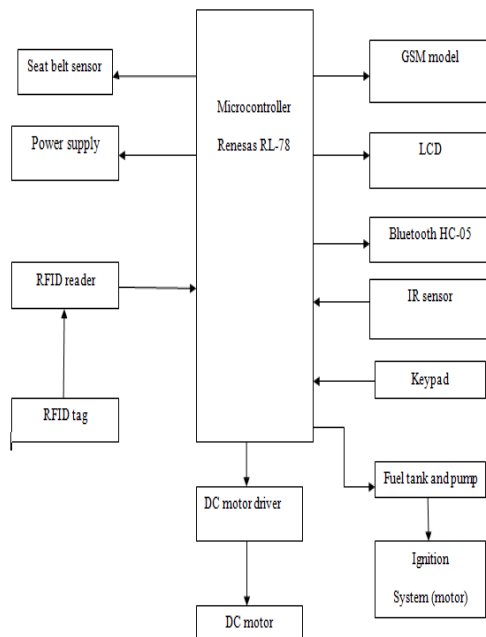 Seat belt sensor
Power supply
RFID reader
RFID tag
Microcontroller
Renesas RL-78
GSM model
LCD
Bluetooth HC-05
IR sensor
Keypad
Fuel tank and pump
Ignition
System (motor)
DC motor driver
DC motor